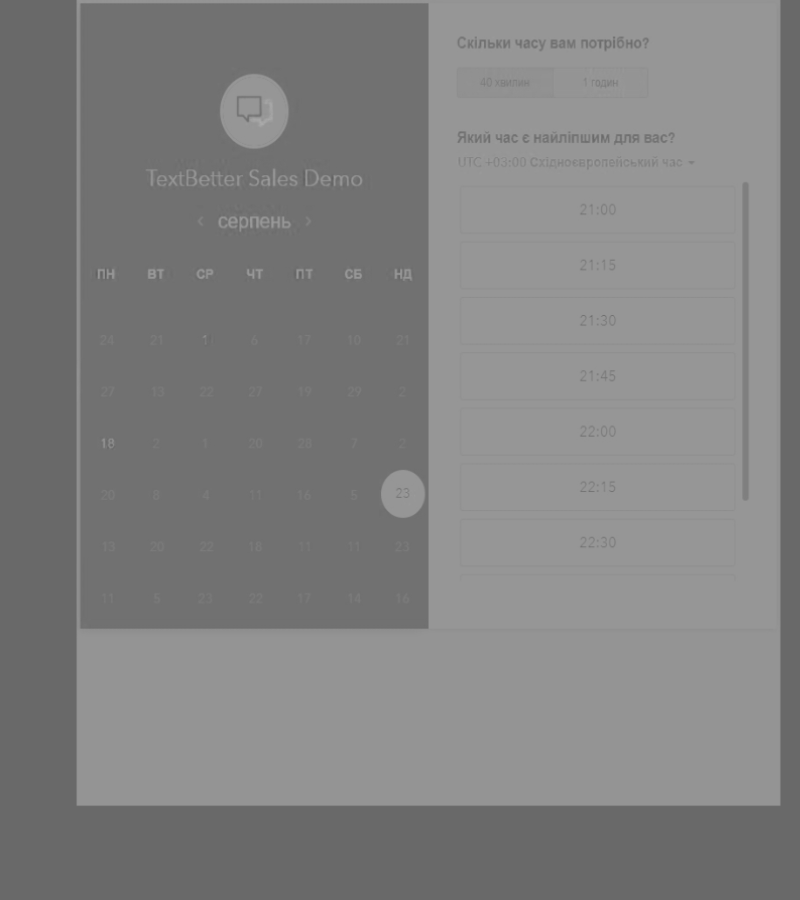 TextBetter Sales Demo
серпень
ПН ВТ СР ЧТ ПТ СБ НД
24 21 1 6 17 10 21
27 13 22 27 19 29 2
18 2 1 20 28 7 2
20 8 4 11 16 5 23
13 20 22 18 11 11 23
11 5 23 22 17 14 16
Скільки часу вам потрібно?
40 хвилин 1 годин
Який час є найліпшим для вас?
UTC +03:00 Східноєвропейський час
21:00
21:15
21:30
21:45
22:00
22:15
22:30